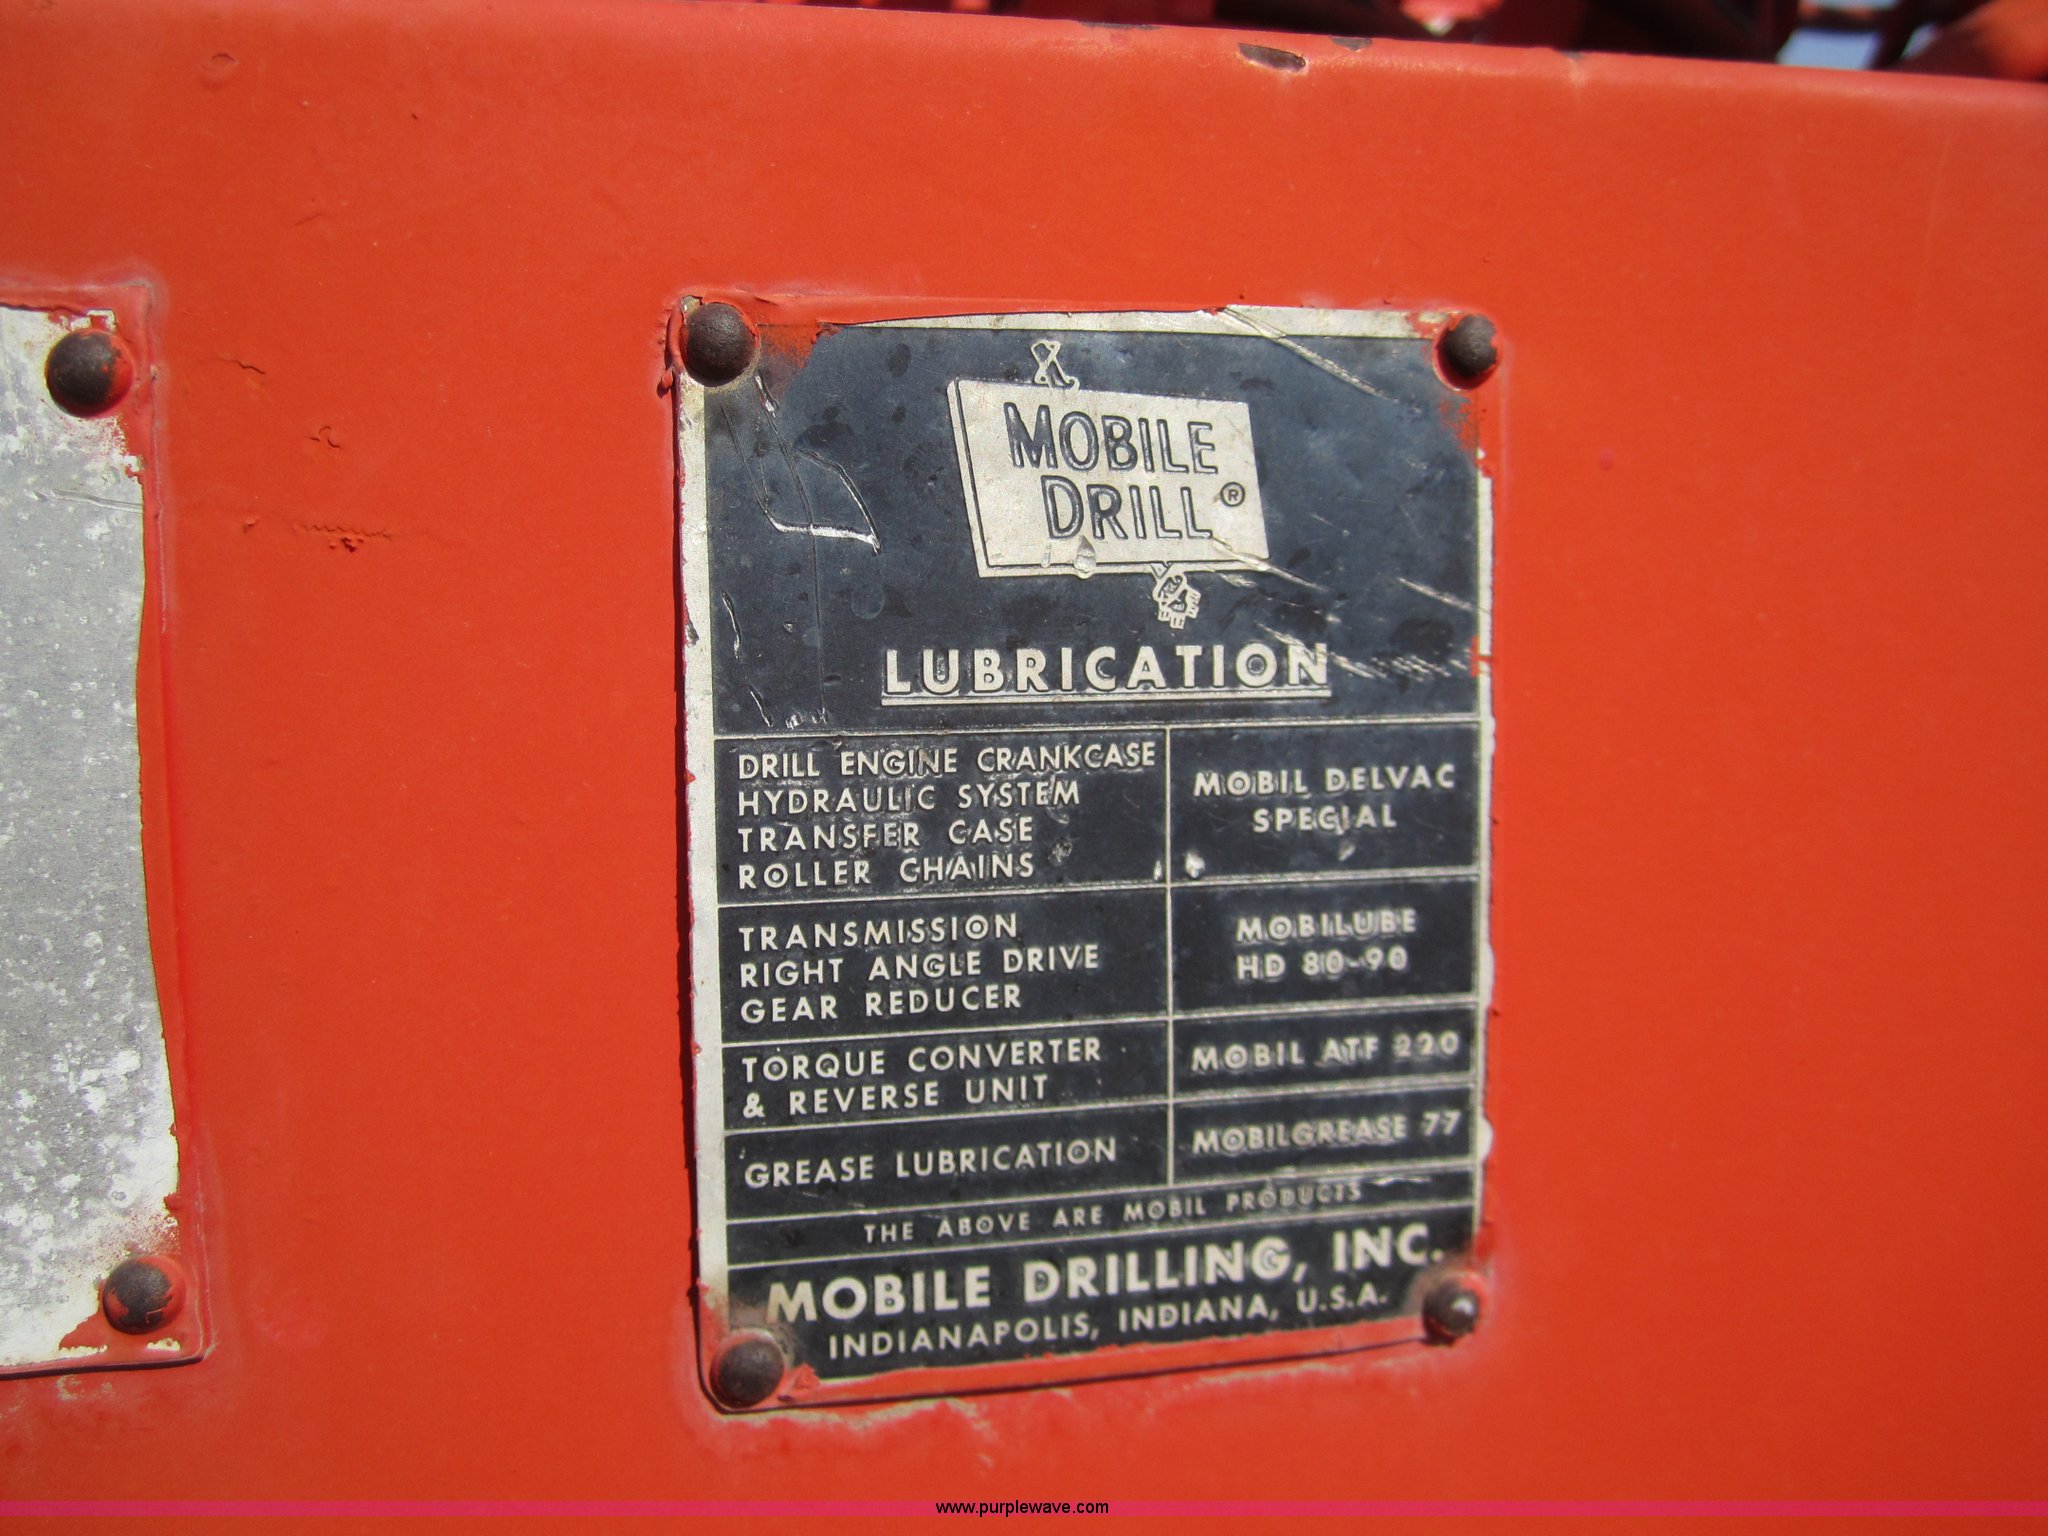 MOBILE
DRILL®
LUBRICATION
DRILL ENGINE CRANKCASE
HYDRAULIC SYSTEM
TRANSFER CASE
ROLLER CHAINS
MOBIL DELVAC
SPECIAL
TRANSMISSION
RIGHT ANGLE DRIVE
GEAR REDUCER
MOBILUBE
HD 80-90
TORQUE CONVERTER
& REVERSE UNIT
MOBIL ATF 220
GREASE LUBRICATION
MOBILGREASE 77
THE ABOVE ARE MOBIL PRODUCTS
MOBILE DRILLING, INC.
INDIANAPOLIS, INDIANA, U.S.A.
www.purplewave.com